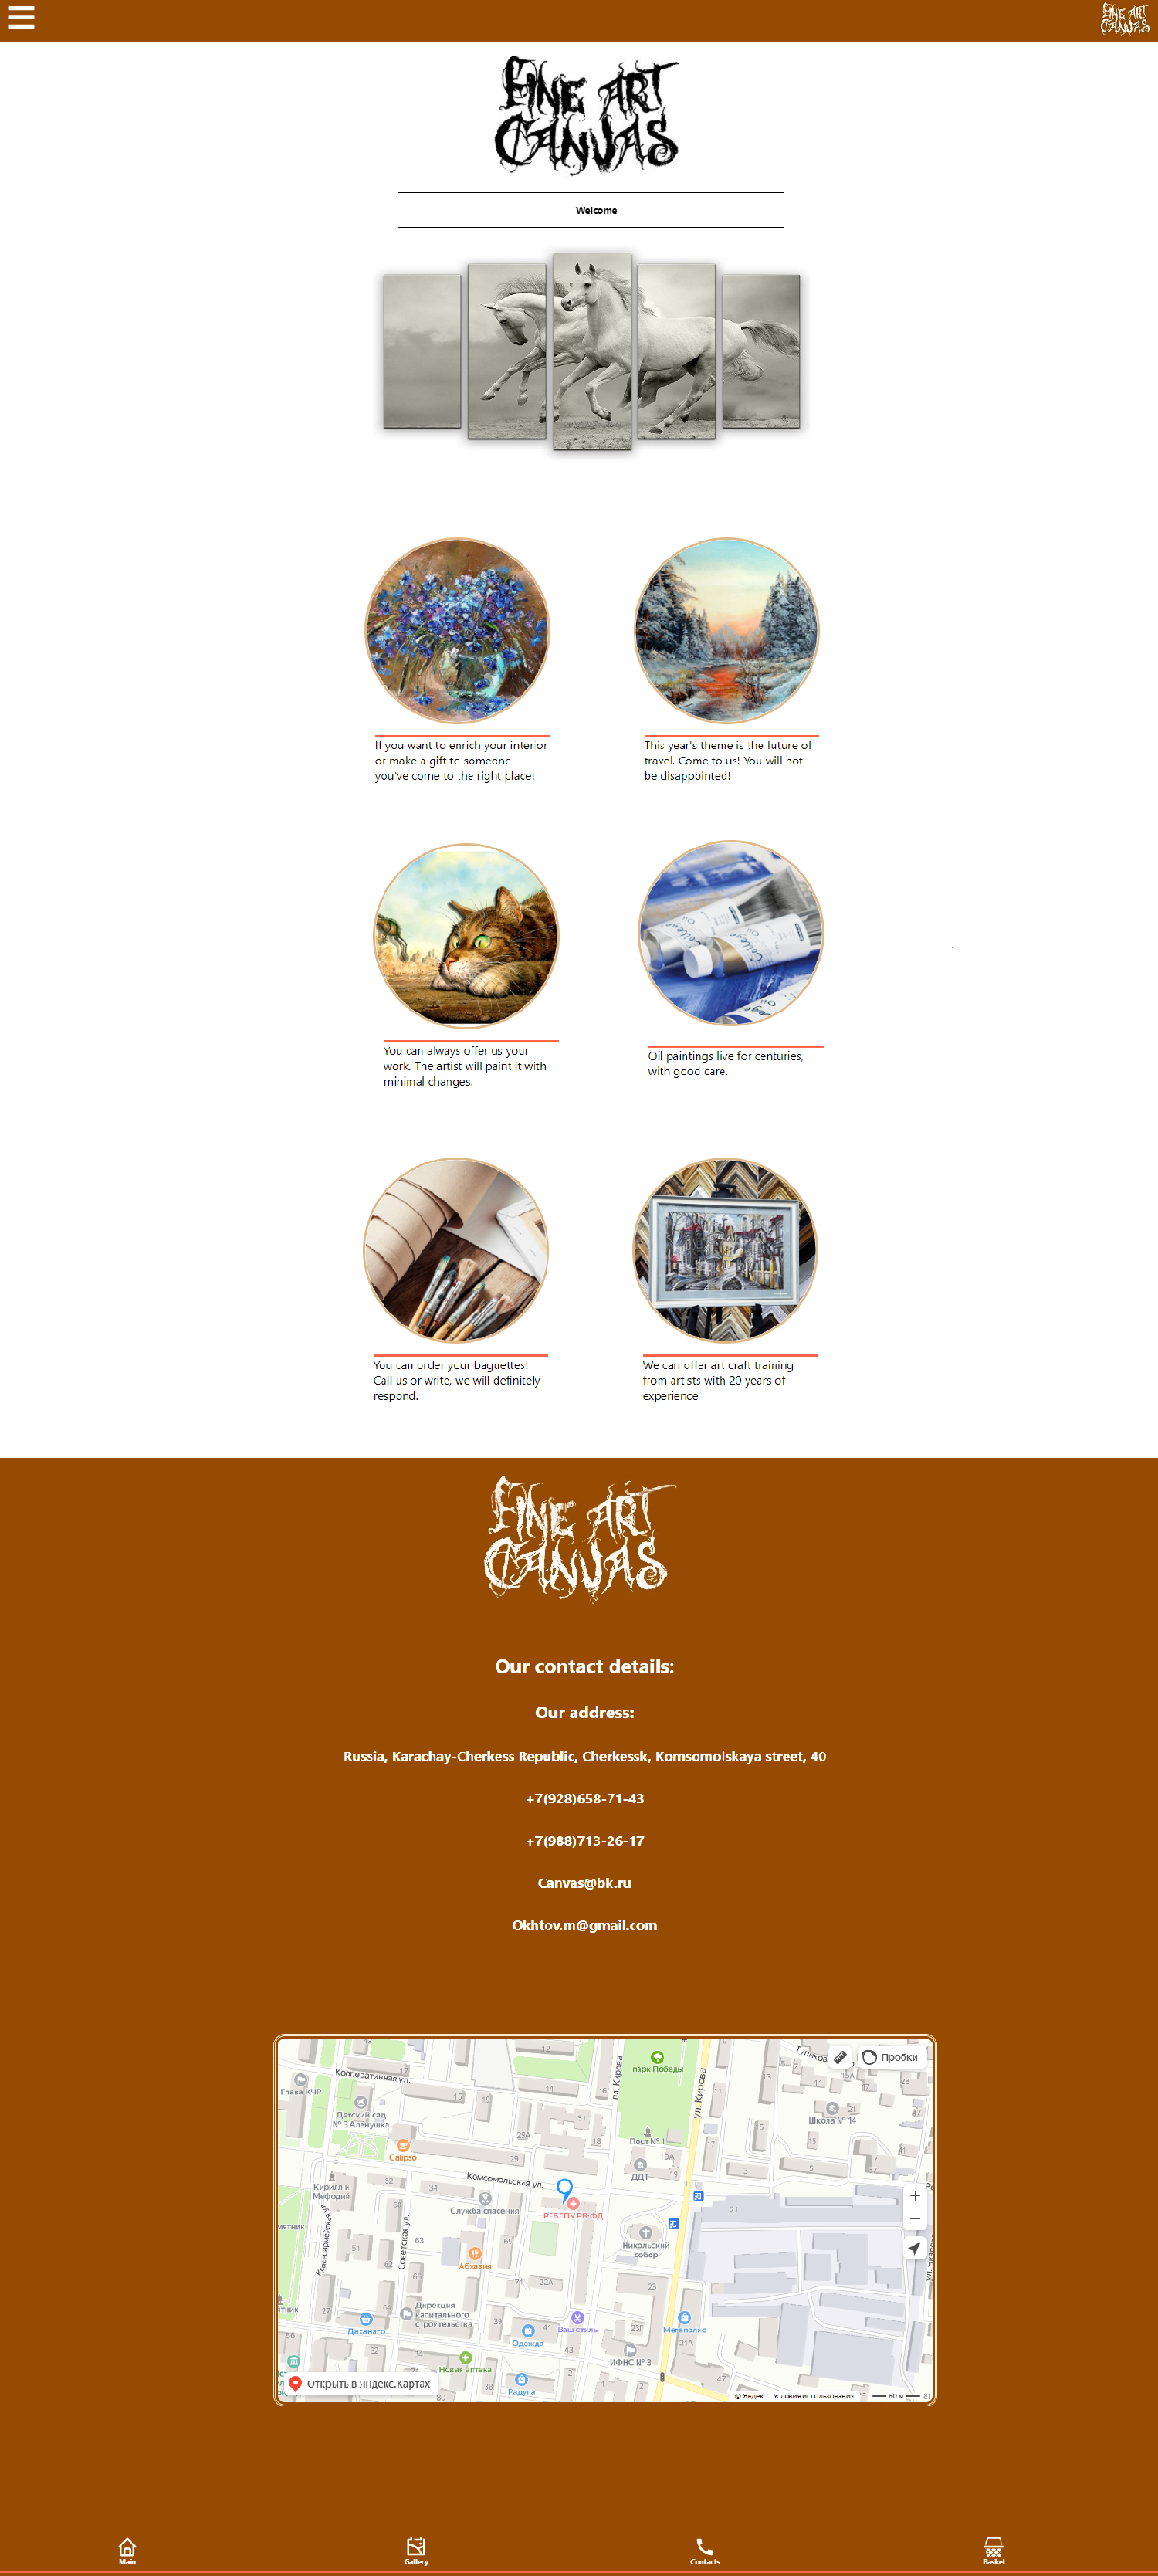 FINE ART
CANVAS
FINE ART
CANVAS
Welcome
If you want to enrich your interior
or make a gift to someone -
you've come to the right place!
This year's theme is the future of
travel. Come to us! You will not
be disappointed!
College
Oil
You can always offer us your
work. The artist will paint it with
minimal changes.
Oil paintings live for centuries,
with good care.
You can order your baguettes!
Call us or write, we will definitely
respond.
We can offer art craft training
from artists with 20 years of
experience.
FINE ART
CANVAS
Our contact details:
Our address:
Russia, Karachay-Cherkess Republic, Cherkessk, Komsomolskaya street, 40
+7(928)658-71-43
+7(988)713-26-17
Canvas@bk.ru
Okhtov.m@gmail.com
Кооперативная ул.
Глава КЧР
Детский сад
№ 3 Алёнушка
Calipso
пл. Кирова
парк Победы
ул. Кирова
Пробки
Школа № 14
Пост № 1
ДДТ
Комсомольская ул.
Кирилл и
Мефодий
Служба спасения
Никольский
собор
Красноармейская ул.
Советская ул.
Абхазия
Дирекция
капитального
строительства
Даханаго
Одежда
Ваш стиль
Мегаполис
ИФНС № 3
Новая аптека
Радуга
Открыть в Яндекс.Картах
© Яндекс Условия использования 60 м
Main
Gallery
Contacts
Basket